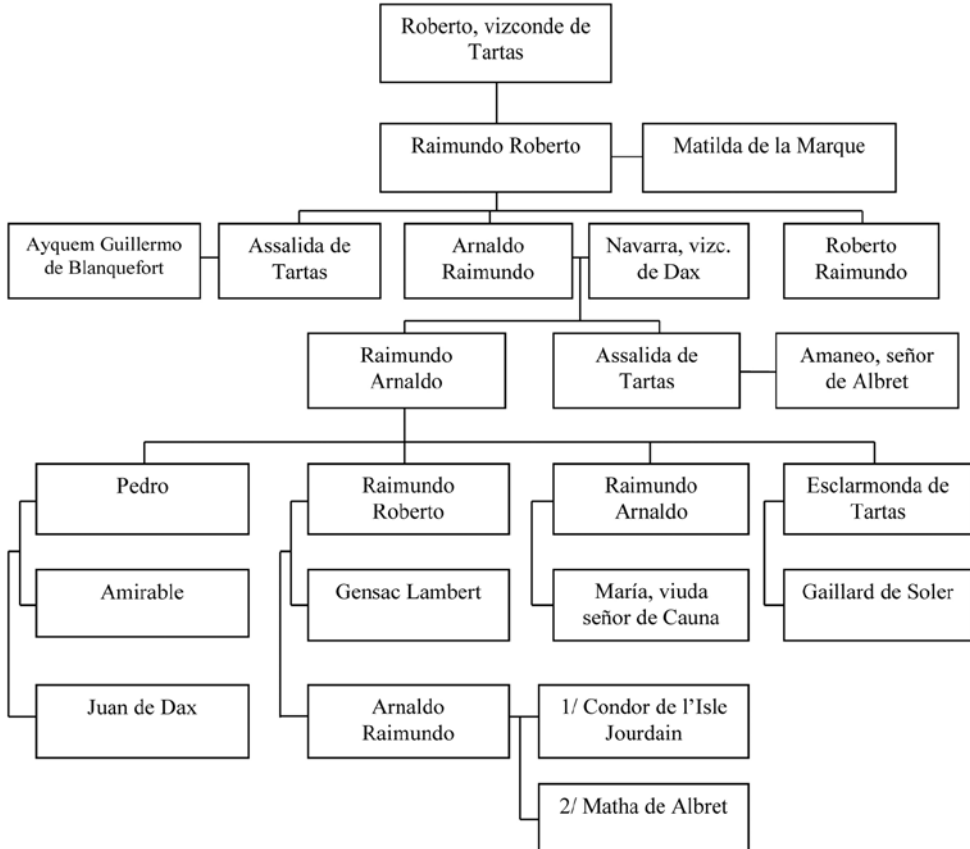 Roberto, vizconde de
Tartas
Raimundo Roberto
Matilda de la Marque
Ayquem Guillermo
de Blanquefort
Assalida de
Tartas
Arnaldo
Raimundo
Navarra, vizc.
de Dax
Roberto
Raimundo
Raimundo
Arnaldo
Assalida de
Tartas
Amaneo, señor
de Albret
Pedro
Raimundo
Roberto
Raimundo
Arnaldo
Esclarmonda de
Tartas
Amirable
Gensac Lambert
María, viuda
señor de Cauna
Gaillard de Soler
Juan de Dax
Arnaldo
Raimundo
1/ Condor de l’Isle
Jourdain
2/ Matha de Albret